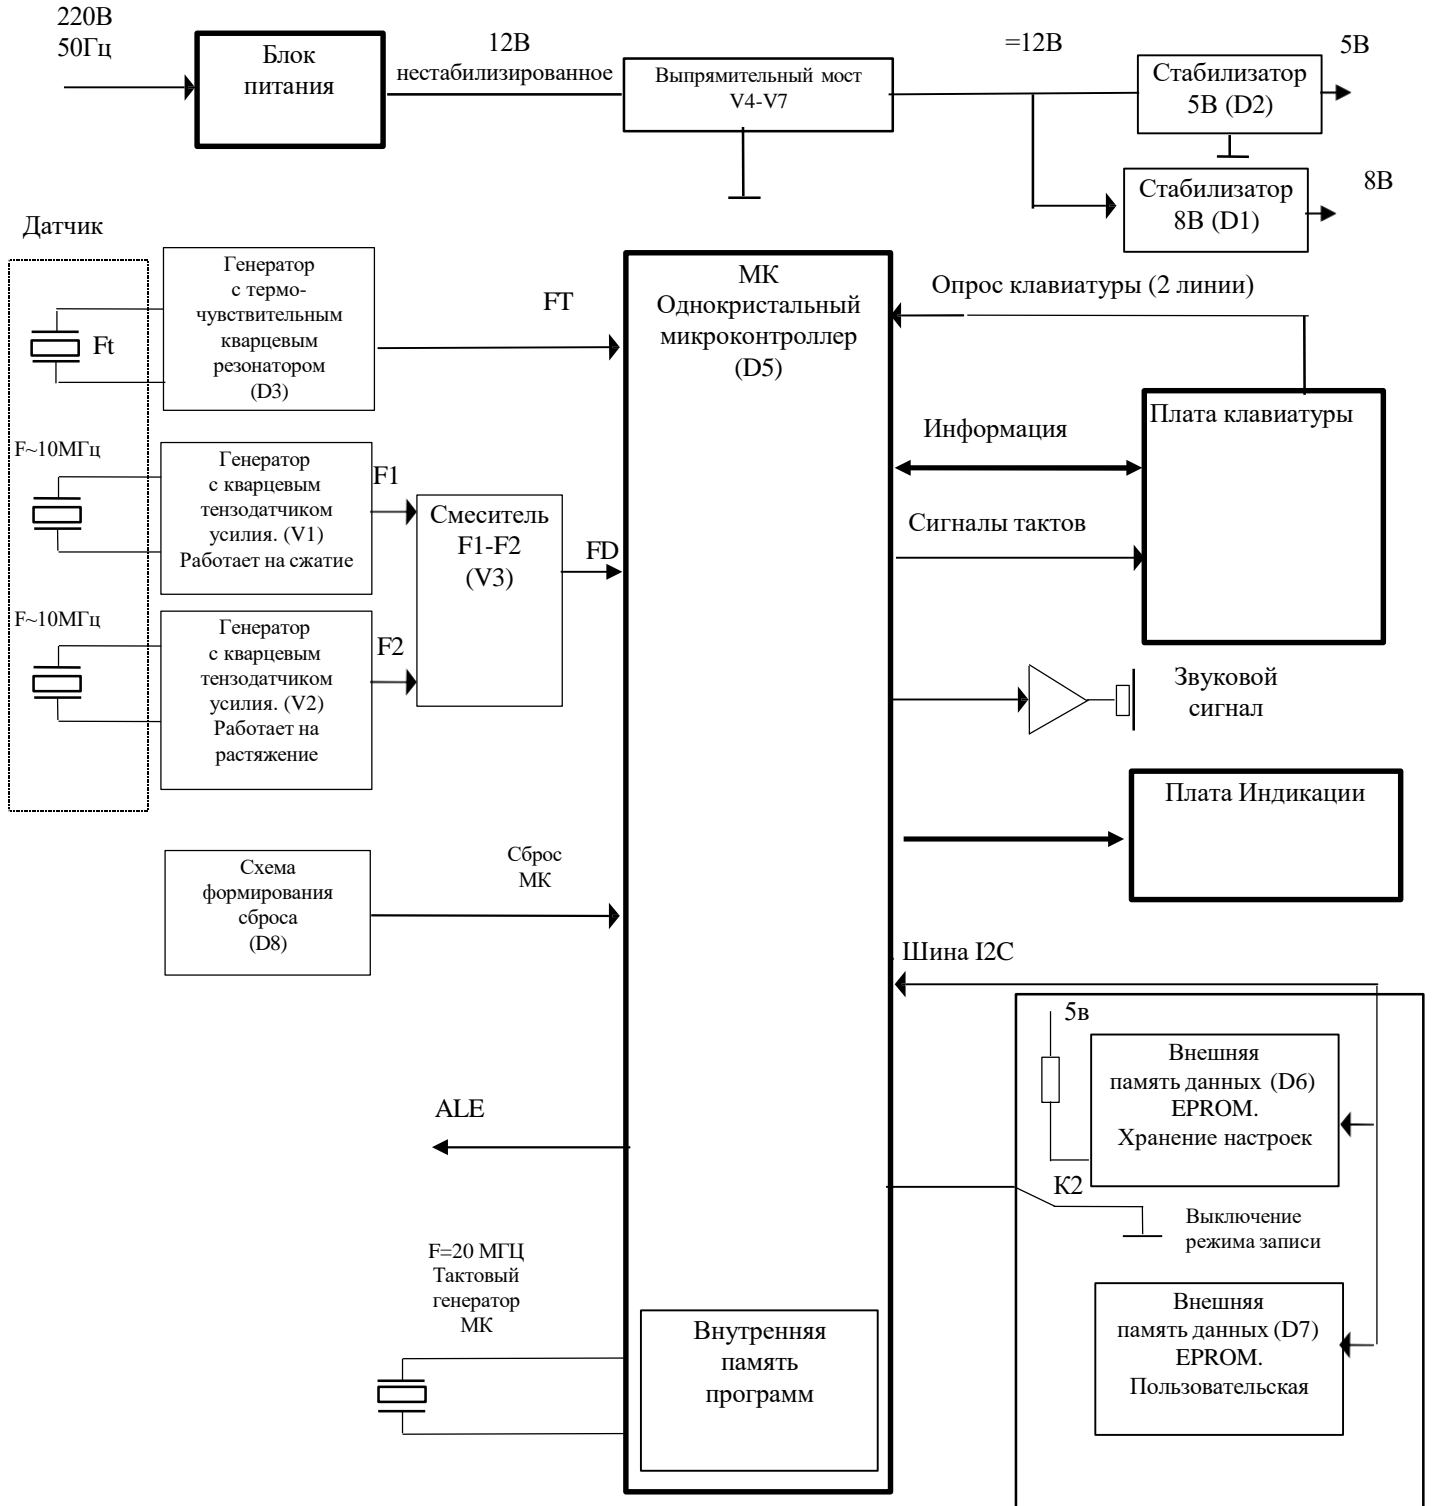 220В
50Гц
Блок
питания
12В
нестабилизированное
Выпрямительный мост
V4-V7
=12В
Стабилизатор
5В (D2)
5В
Стабилизатор
8В (D1)
8В
Датчик
Ft
Генератор
с термо-
чувствительным
кварцевым
резонатором
(D3)
FT
F~10МГц
Генератор
с кварцевым
тензодатчиком
усилия. (V1)
Работает на сжатие
F1
Смеситель
F1-F2
(V3)
FD
F~10МГц
Генератор
с кварцевым
тензодатчиком
усилия. (V2)
Работает на
растяжение
F2
МК
Однокристальный
микроконтроллер
(D5)
Опрос клавиатуры (2 линии)
Плата клавиатуры
Информация
Сигналы тактов
Звуковой
сигнал
Плата Индикации
Схема
формирования
сброса
(D8)
Сброс
МК
Шина I2C
5в
Внешняя
память данных (D6)
EPROM.
Хранение настроек
ALE
К2
Выключение
режима записи
F=20 МГЦ
Тактовый
генератор
МК
Внутренняя
память
программ
Внешняя
память данных (D7)
EPROM.
Пользовательская